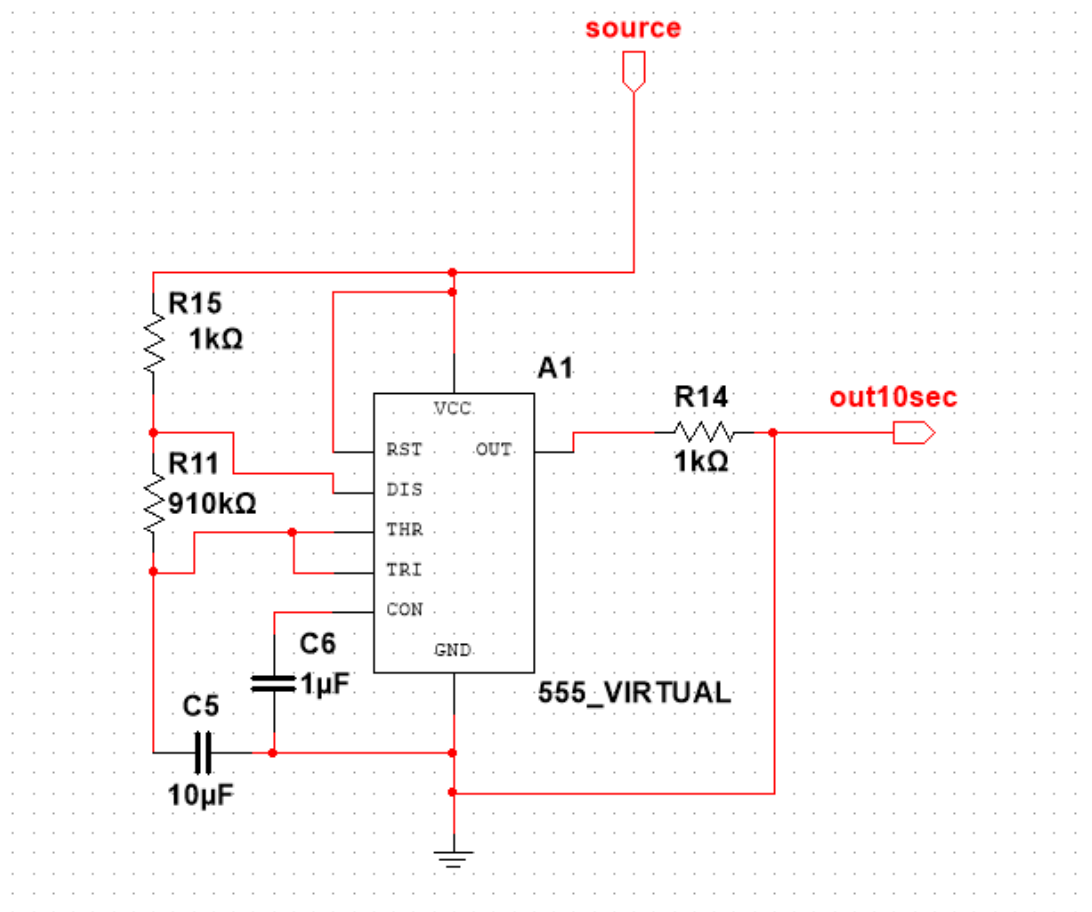 source
R15
1kΩ
A1
R14
out10sec
VCC
RST
OUT
1kΩ
R11
910kΩ
DIS
THR
TRI
CON
C6
1µF
GND
555_VIRTUAL
C5
10µF